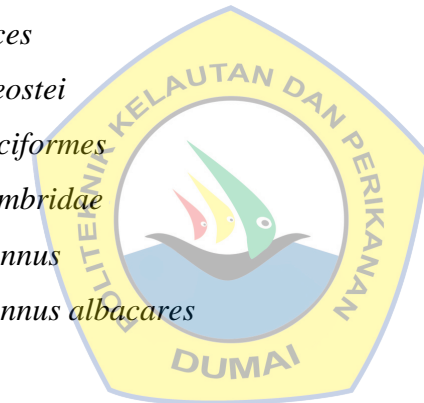 ces
eostei
ciformes
mbridae
nnus
nnus albacares
POLITEKNIK KELAUTAN DAN PERIKANAN
DUMAI